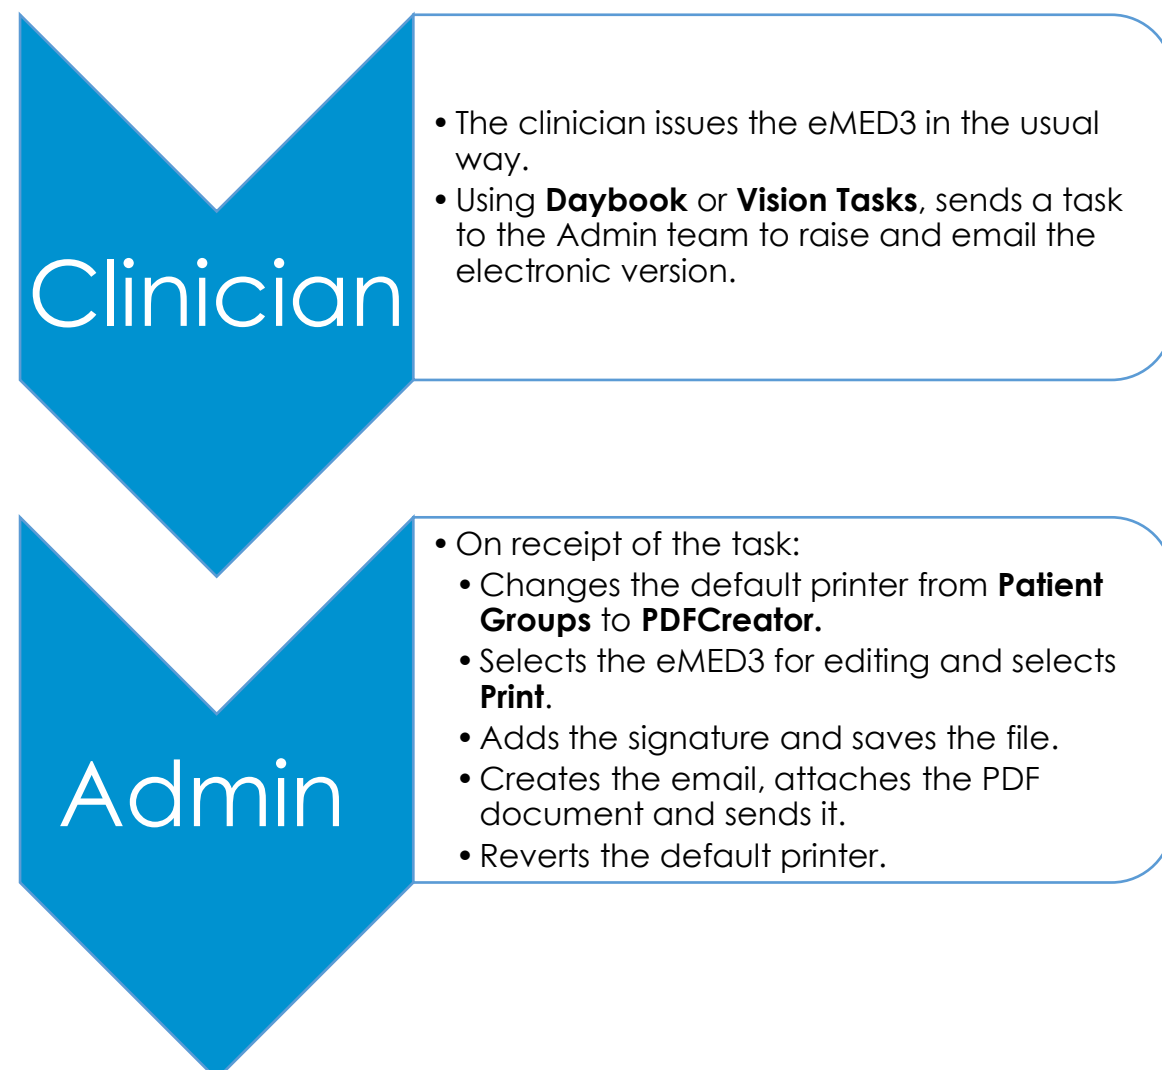 Clinician
• The clinician issues the eMED3 in the usual
way.
• Using Daybook or Vision Tasks, sends a task
to the Admin team to raise and email the
electronic version.
Admin
• On receipt of the task:
• Changes the default printer from Patient
Groups to PDFCreator.
• Selects the eMED3 for editing and selects
Print.
• Adds the signature and saves the file.
• Creates the email, attaches the PDF
document and sends it.
• Reverts the default printer.